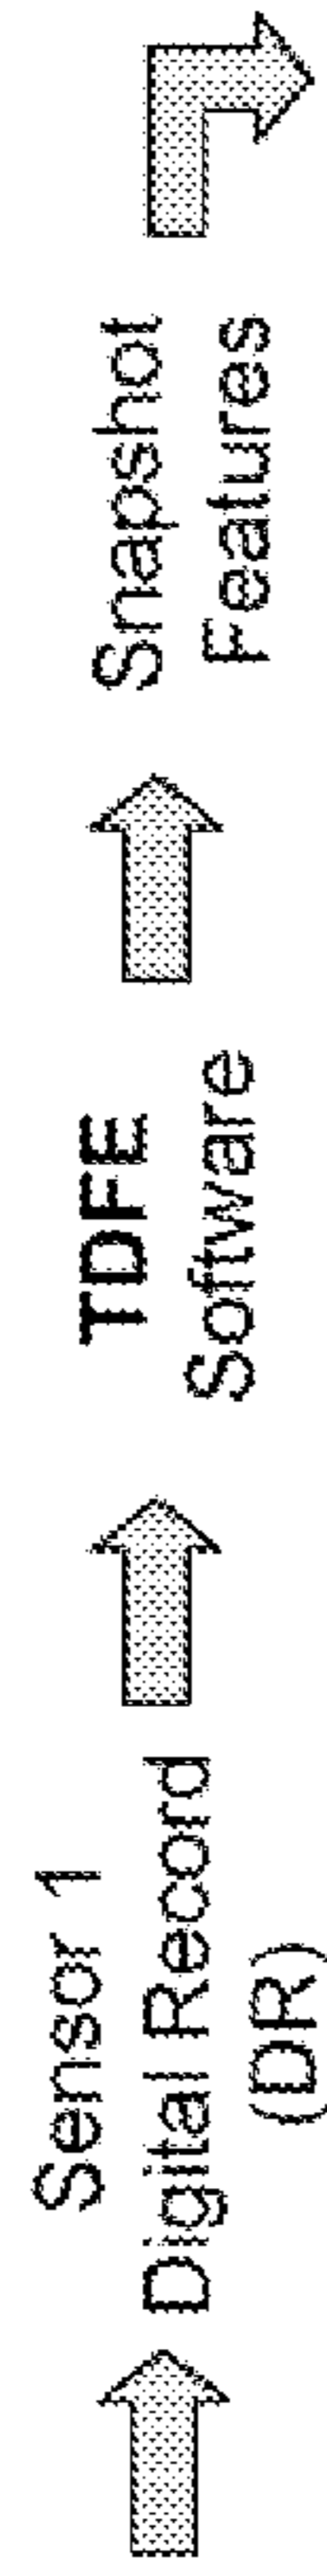 Sensor 1
Digital Record
(DR)
TDFE
Software
Snapshot
Features